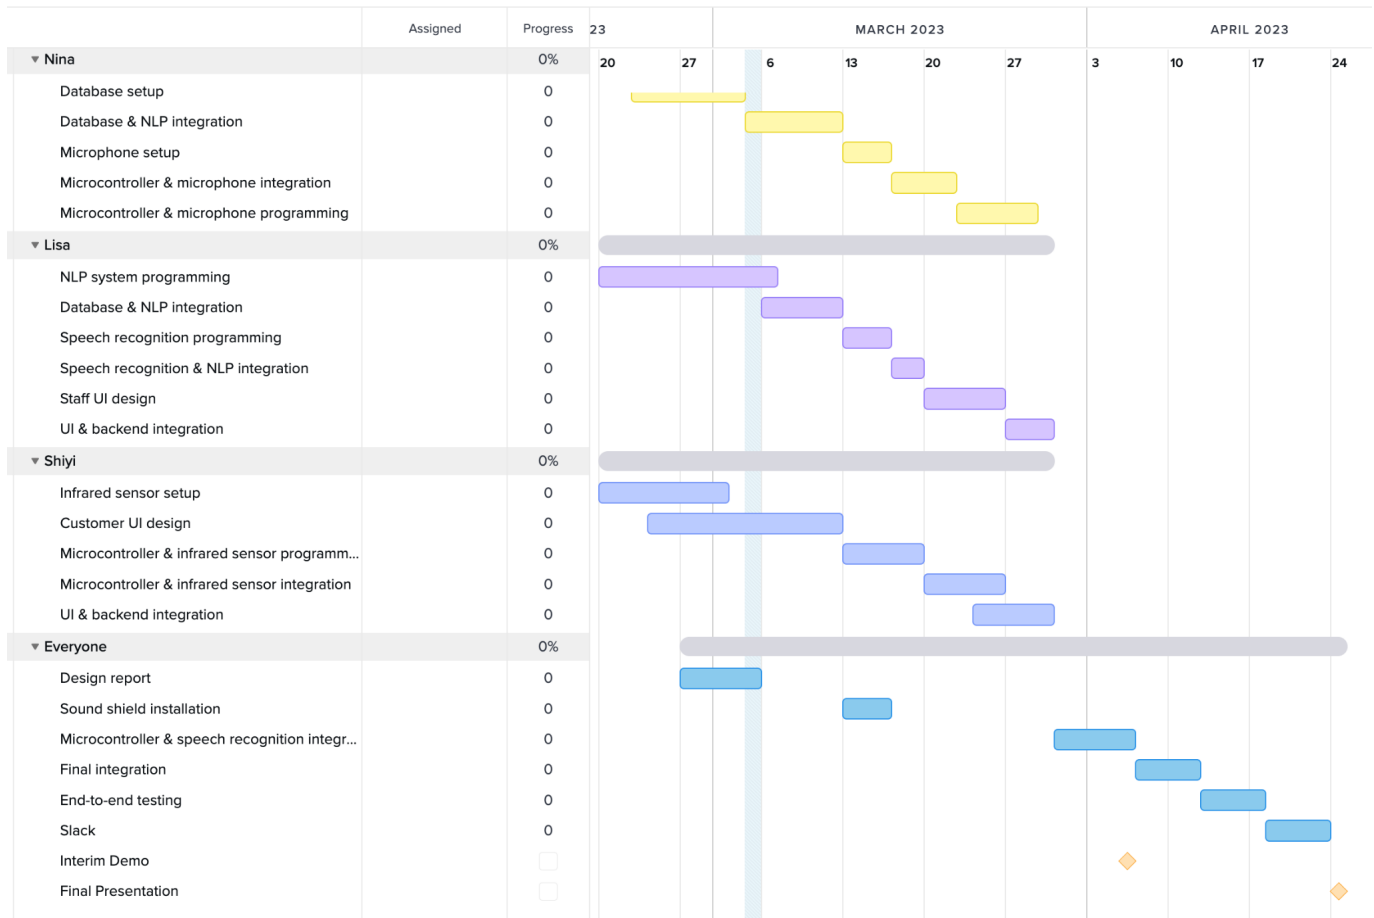 Assigned Progress 23 MARCH 2023 APRIL 2023
Nina 0% 20 27 6 13 20 27 3 10 17 24
Database setup 0
Database & NLP integration 0
Microphone setup 0
Microcontroller & microphone integration 0
Microcontroller & microphone programming 0
Lisa 0%
NLP system programming 0
Database & NLP integration 0
Speech recognition programming 0
Speech recognition & NLP integration 0
Staff UI design 0
UI & backend integration 0
Shiyi 0%
Infrared sensor setup 0
Customer UI design 0
Microcontroller & infrared sensor programm... 0
Microcontroller & infrared sensor integration 0
UI & backend integration 0
Everyone 0%
Design report 0
Sound shield installation 0
Microcontroller & speech recognition integr... 0
Final integration 0
End-to-end testing 0
Slack 0
Interim Demo
Final Presentation